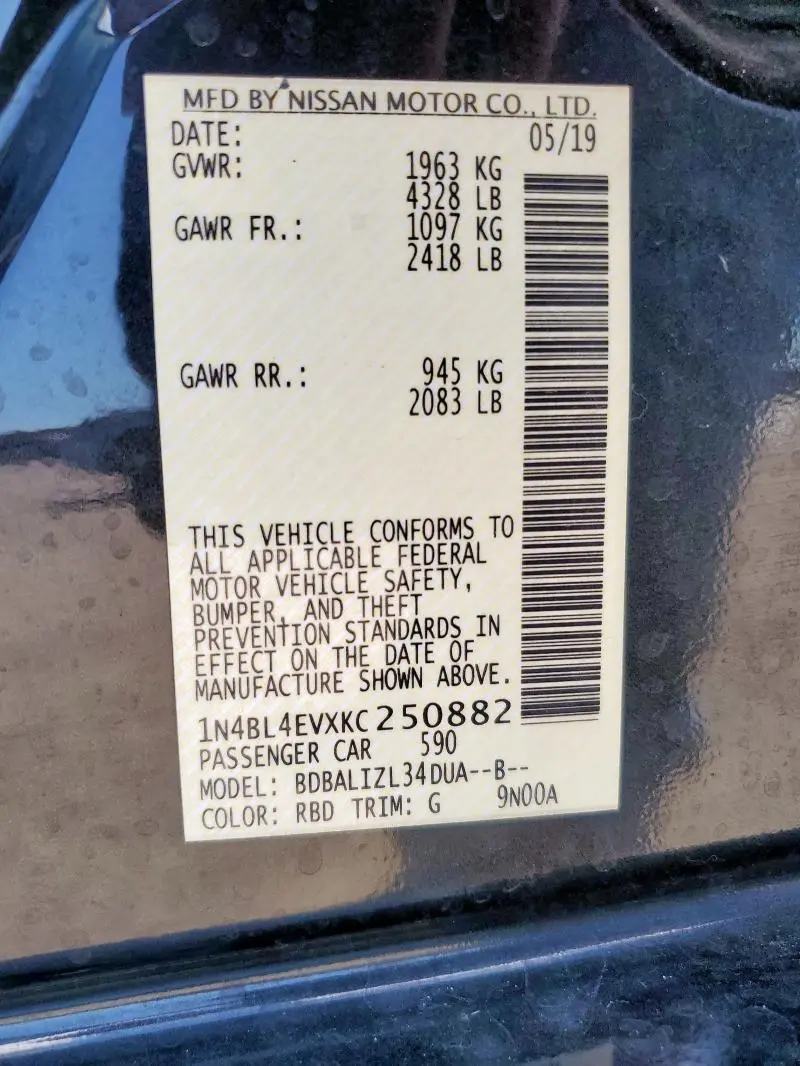 MFD BY NISSAN MOTOR CO., LTD.
DATE: 05/19
GVWR: 1963 KG
4328 LB
GAWR FR.: 1097 KG
2418 LB
GAWR RR.: 945 KG
2083 LB
THIS VEHICLE CONFORMS TO
ALL APPLICABLE FEDERAL
MOTOR VEHICLE SAFETY,
BUMPER, AND THEFT
PREVENTION STANDARDS IN
EFFECT ON THE DATE OF
MANUFACTURE SHOWN ABOVE.
1N4BL4EVXKC250882
PASSENGER CAR 590
MODEL: BDBALIZL34DUA--B--
COLOR: RBD TRIM: G 9N00A